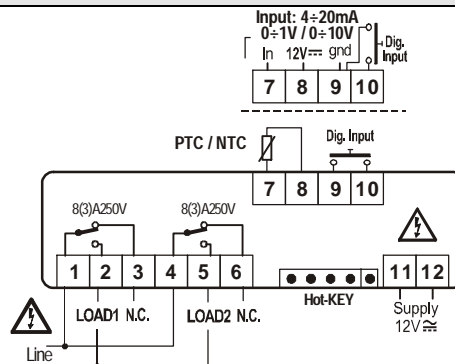 Input: 4÷20mA
0÷1V / 0÷10V
In 12V⎓ gnd
Dig.
Input
7 8 9 10
PTC / NTC
Dig. Input
7 8 9 10
8(3)A250V 8(3)A250V
1 2 3 4 5 6
11 12
LOAD1 N.C. LOAD2 N.C.
Hot-KEY
Supply
12V≂
Line